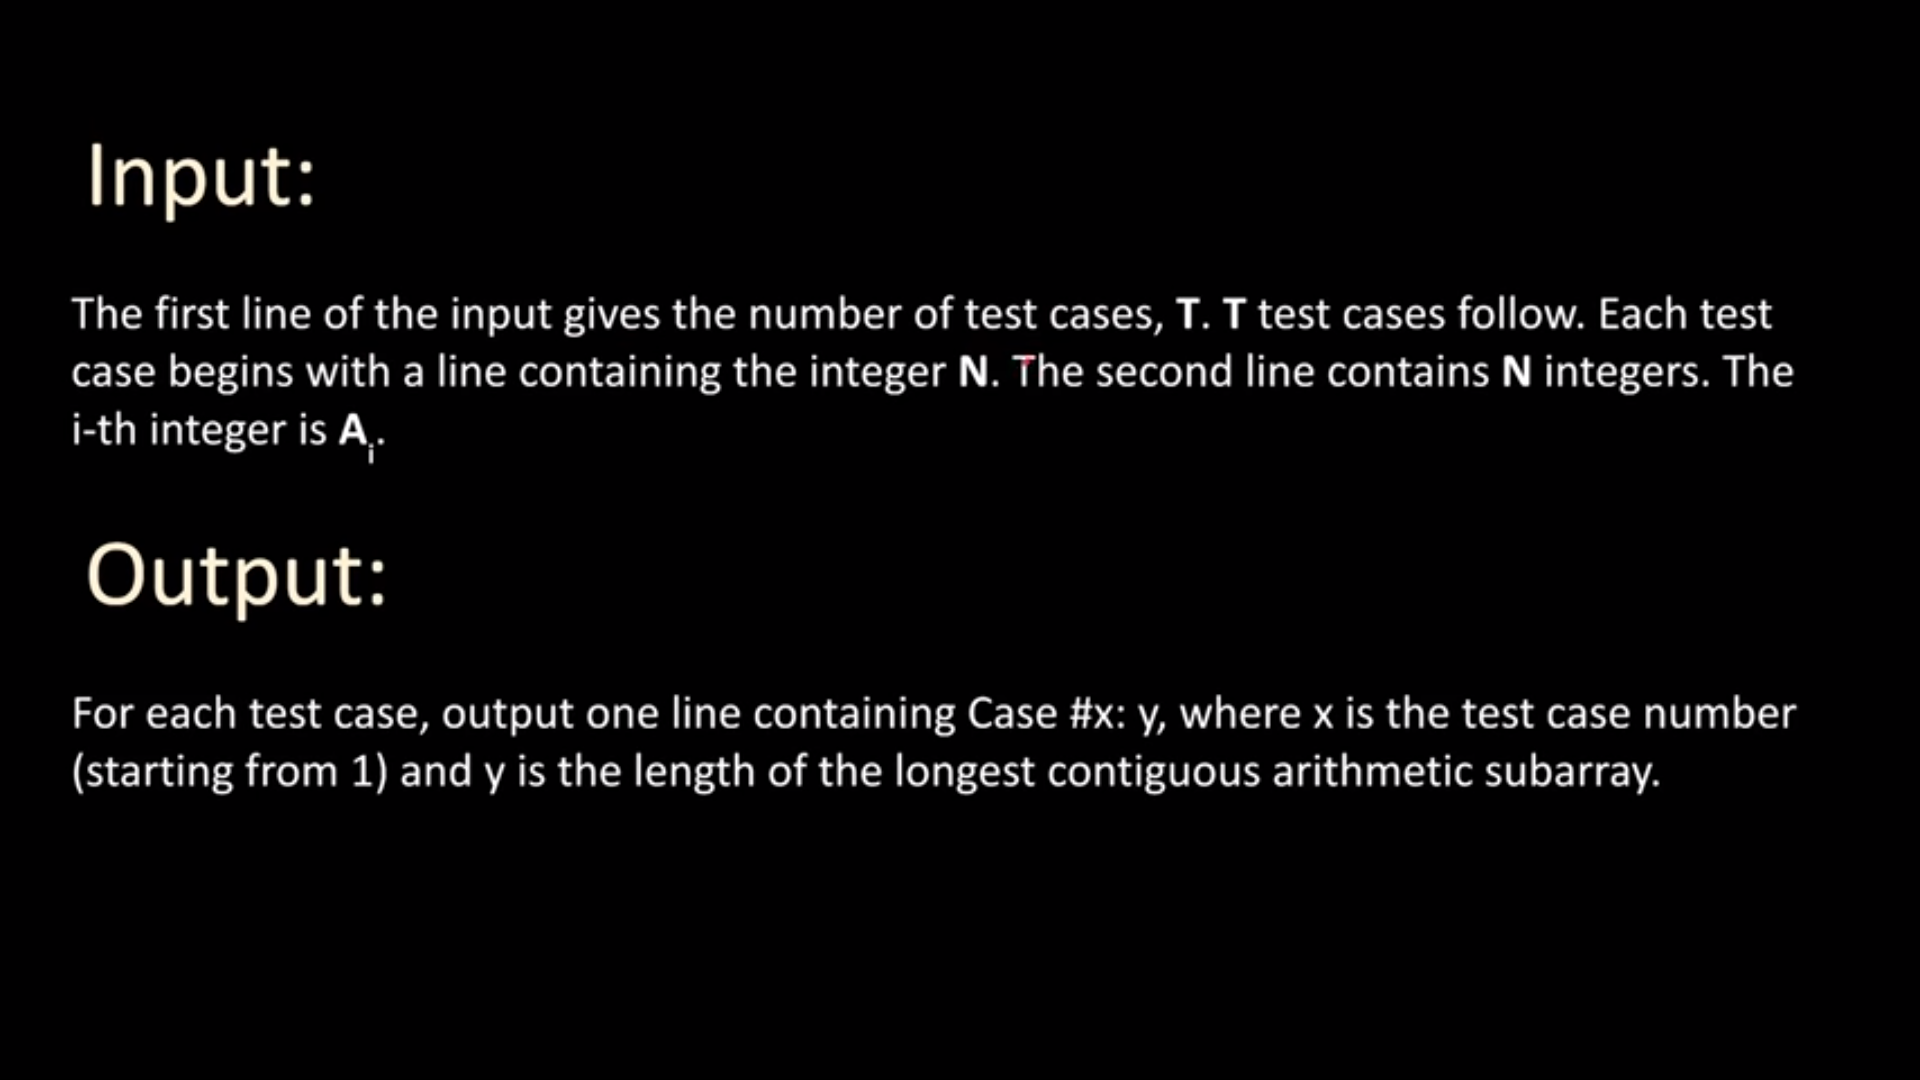 Input:
The first line of the input gives the number of test cases, T. T test cases follow. Each test
case begins with a line containing the integer N. The second line contains N integers. The
i-th integer is Ai.
Output:
For each test case, output one line containing Case #x: y, where x is the test case number
(starting from 1) and y is the length of the longest contiguous arithmetic subarray.